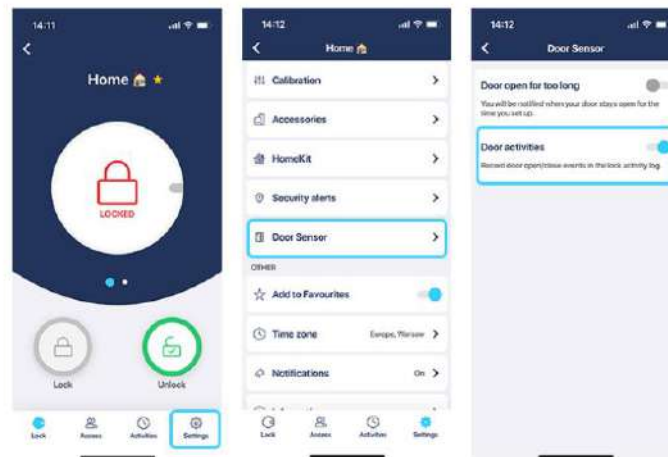 14:11
Home 🏠 ★
LOCKED
Lock
Unlock
Lock
Access
Activities
Settings
14:12
Home 🏠
Calibration
Accessories
HomeKit
Security alerts
Door Sensor
OTHER
Add to Favourites
Time zone
Europe, Warsaw
Notifications
On
Lock
Access
Activities
Settings
14:12
Door Sensor
Door open for too long
You will be notified when your door stays open for the
time you set up.
Door activities
Record door open/close events in the lock activity log.